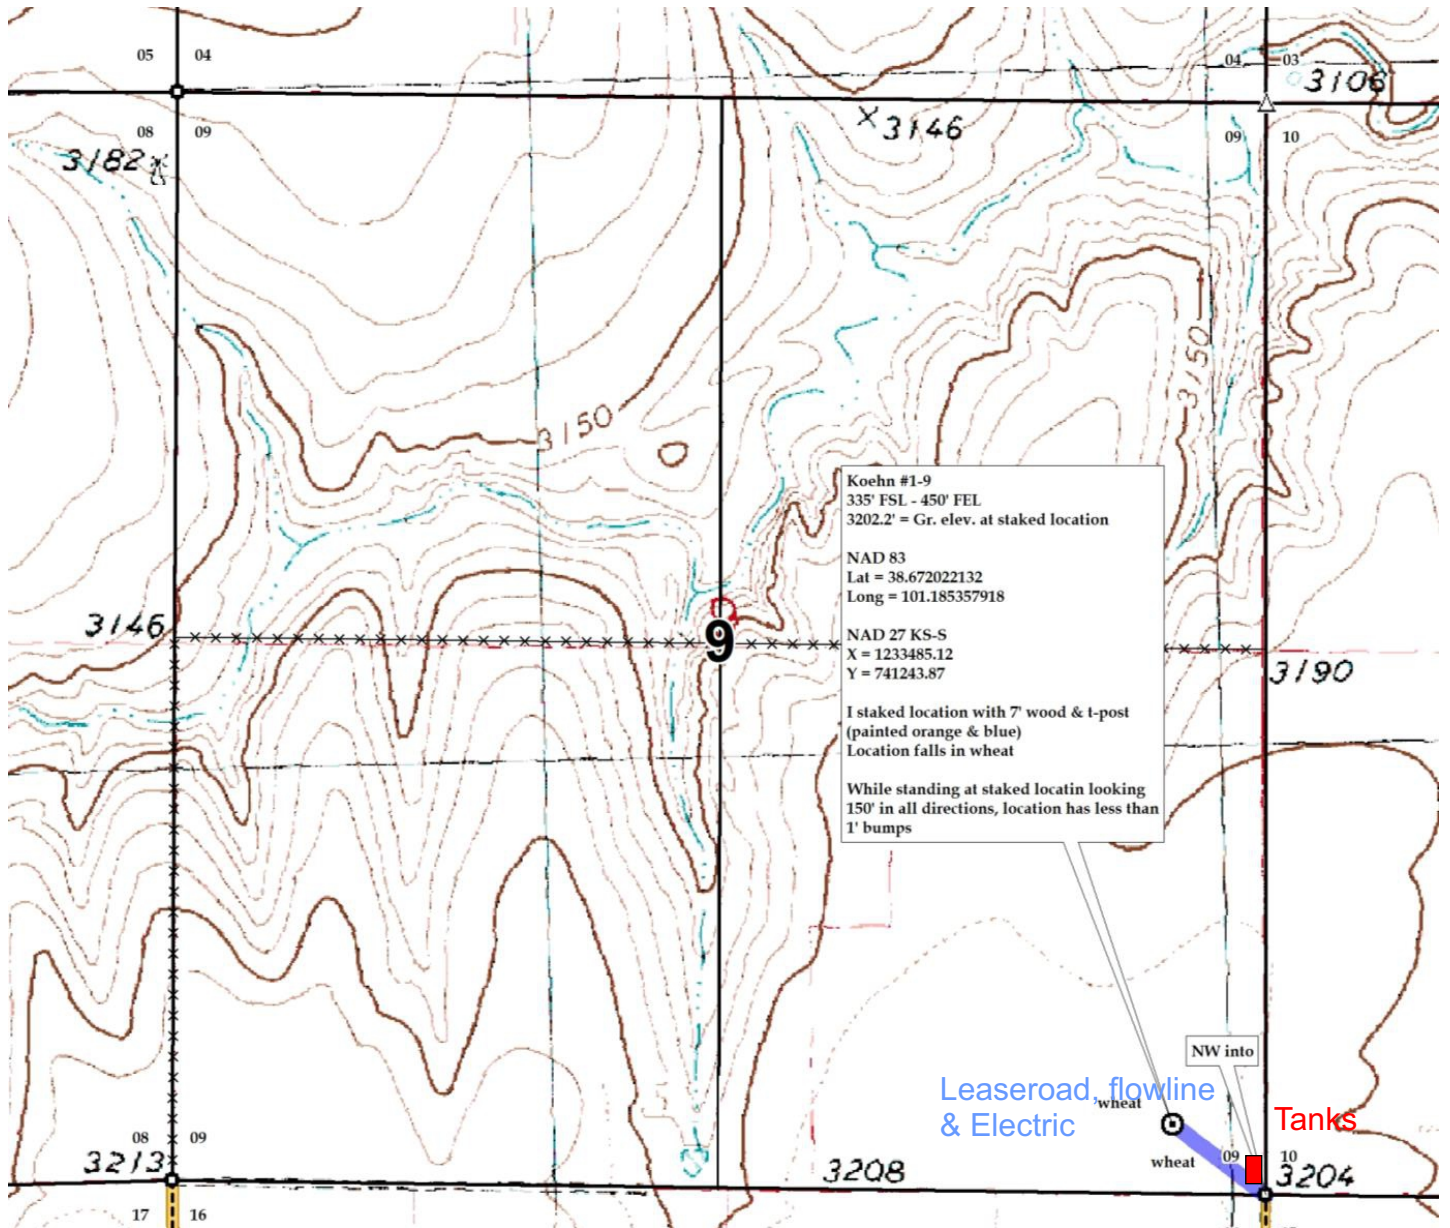 05 04
04 03
3106
08 09
3182
3146
09 10
3150
3150
Koehn #1-9
335' FSL - 450' FEL
3202.2' = Gr. elev. at staked location
NAD 83
Lat = 38.672022132
Long = 101.185357918
NAD 27 KS-S
X = 1233485.12
Y = 741243.87
I staked location with 7' wood & t-post
(painted orange & blue)
Location falls in wheat
While standing at staked locatin looking
150' in all directions, location has less than
1' bumps
3146
9
3190
NW into
Leaseroad, flowline
& Electric
wheat
Tanks
08 09
3213
wheat
3208
09 10
3204
17 16